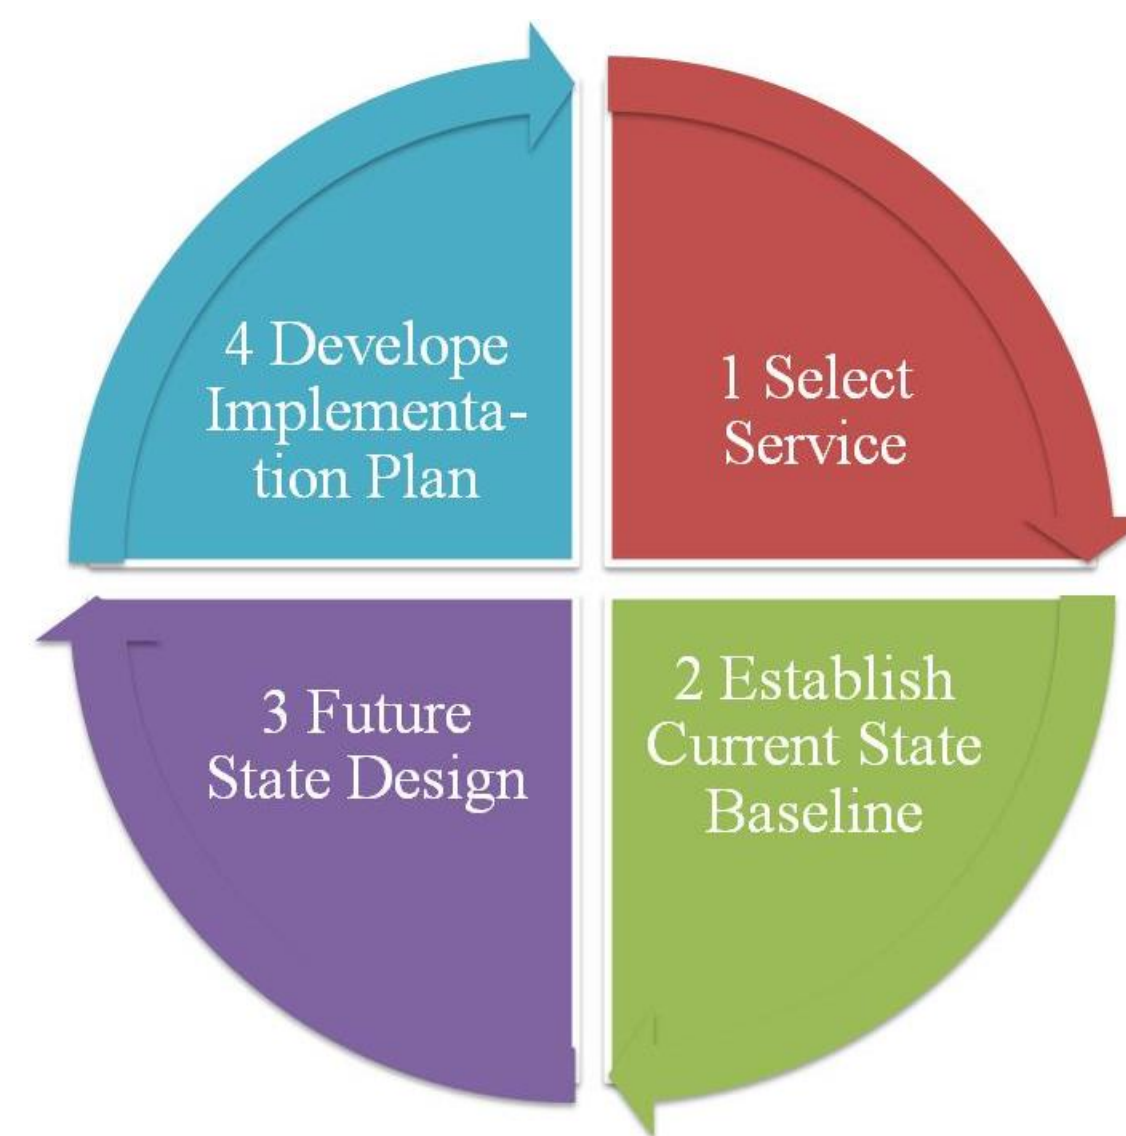 1 Select
Service
2 Establish
Current State
Baseline
3 Future
State Design
4 Develope
Implementa-
tion Plan